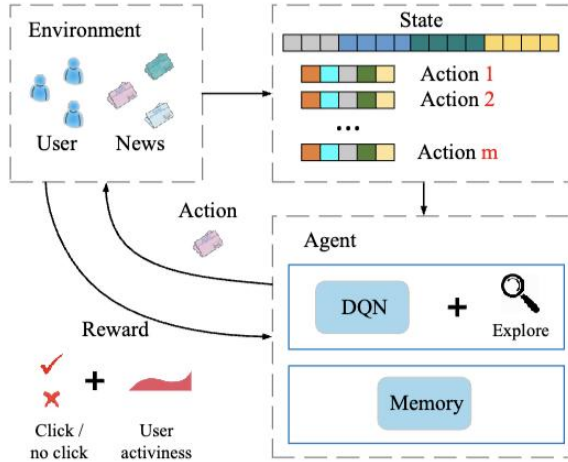 Environment
User
News
State
Action 1
Action 2
...
Action m
Action
Agent
DQN
+
Explore
Memory
Reward
+
Click /
no click
User
activiness